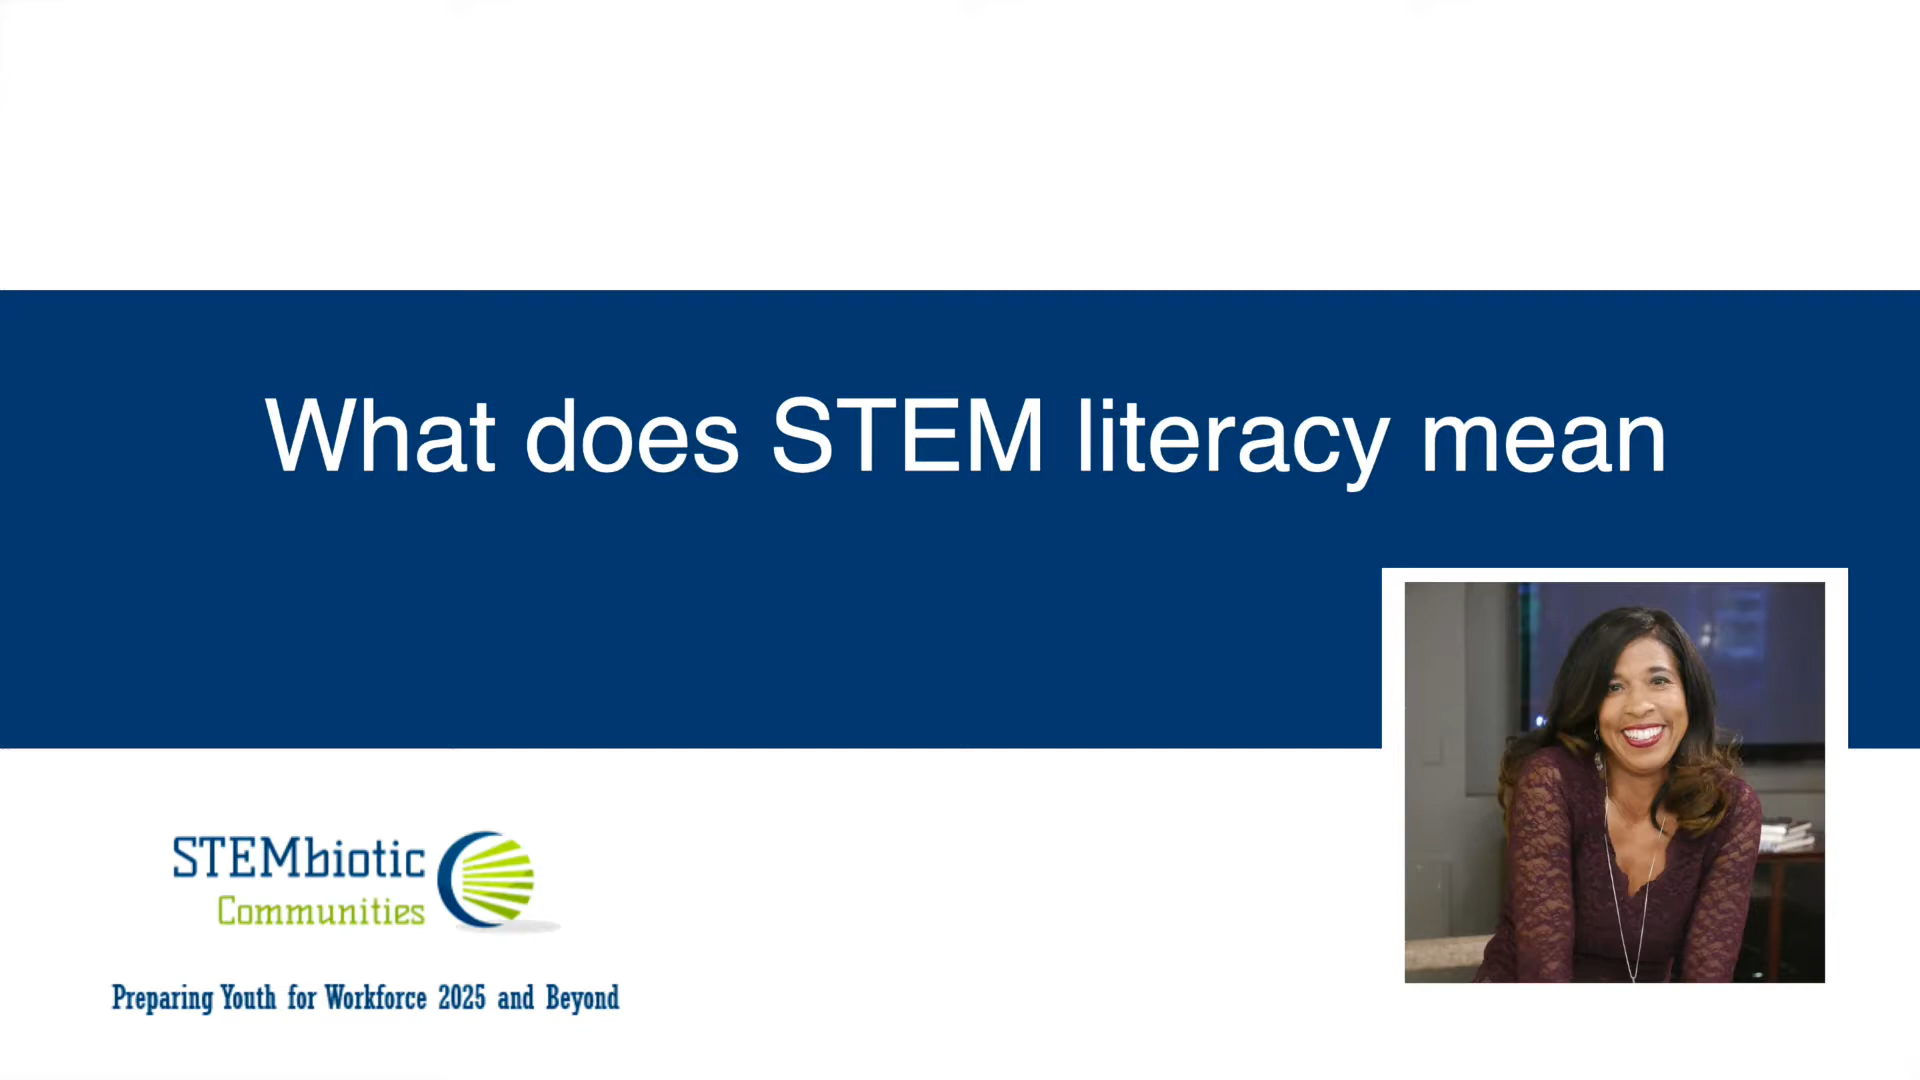 What does STEM literacy mean
STEMbiotic
Communities
Preparing Youth for Workforce 2025 and Beyond